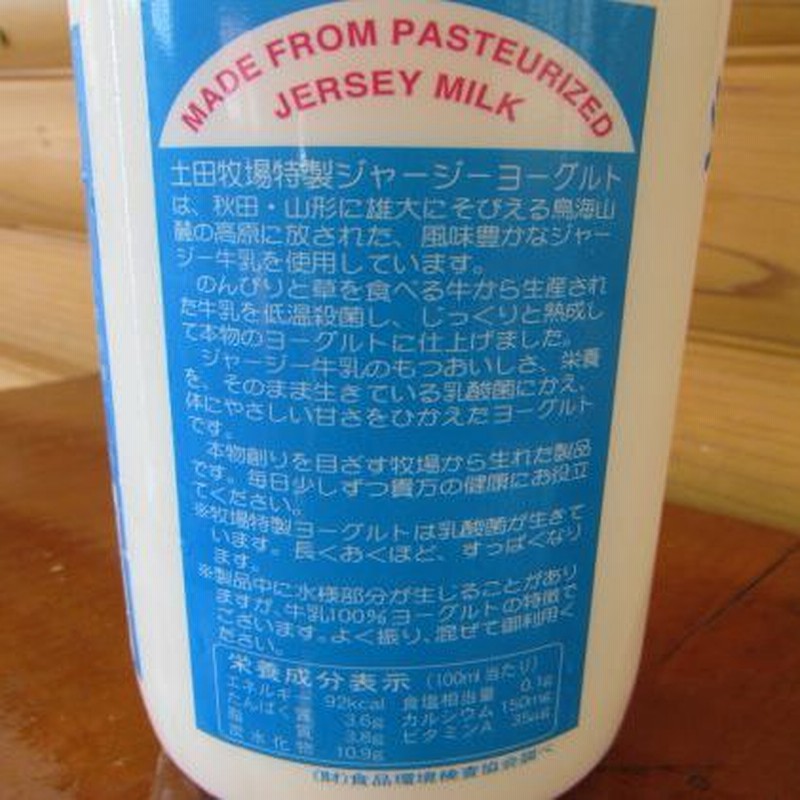 MADE FROM PASTEURIZED
JERSEY MILK
土田牧場特製ジャージーヨーグルト
は、秋田・山形に雄大にそびえる鳥海山
麓の高原に放された、風味豊かなジャー
ジー牛乳を使用しています。
のんびりと草を食べる牛から生産され
た牛乳を低温殺菌し、じっくりと熟成し
て本物のヨーグルトに仕上げました。
ジャージー牛乳のもつおいしさ、栄養
を、そのまま生きている乳酸菌にかえ、
体にやさしい甘さをひかえたヨーグルト
です。
本物創りを目ざす牧場から生れた製品
です。毎日少しずつ貴方の健康にお役立
てください。
※牧場特製ヨーグルトは乳酸菌が生きて
います。長くおくほど、すっぱくなり
ます。
※製品中に水様部分が生じることがあり
ますが、牛乳100%ヨーグルトの特徴で
ございます。よく振り、混ぜて御利用く
ださい。
栄養成分表示 (100ml当たり)
エネルギー 92kcal 食塩相当量 0.1g
たんぱく質 3.6g カルシウム 150mg
脂質 3.8g ビタミンA 35μg
炭水化物 10.9g
(財)食品環境検査協会調べ